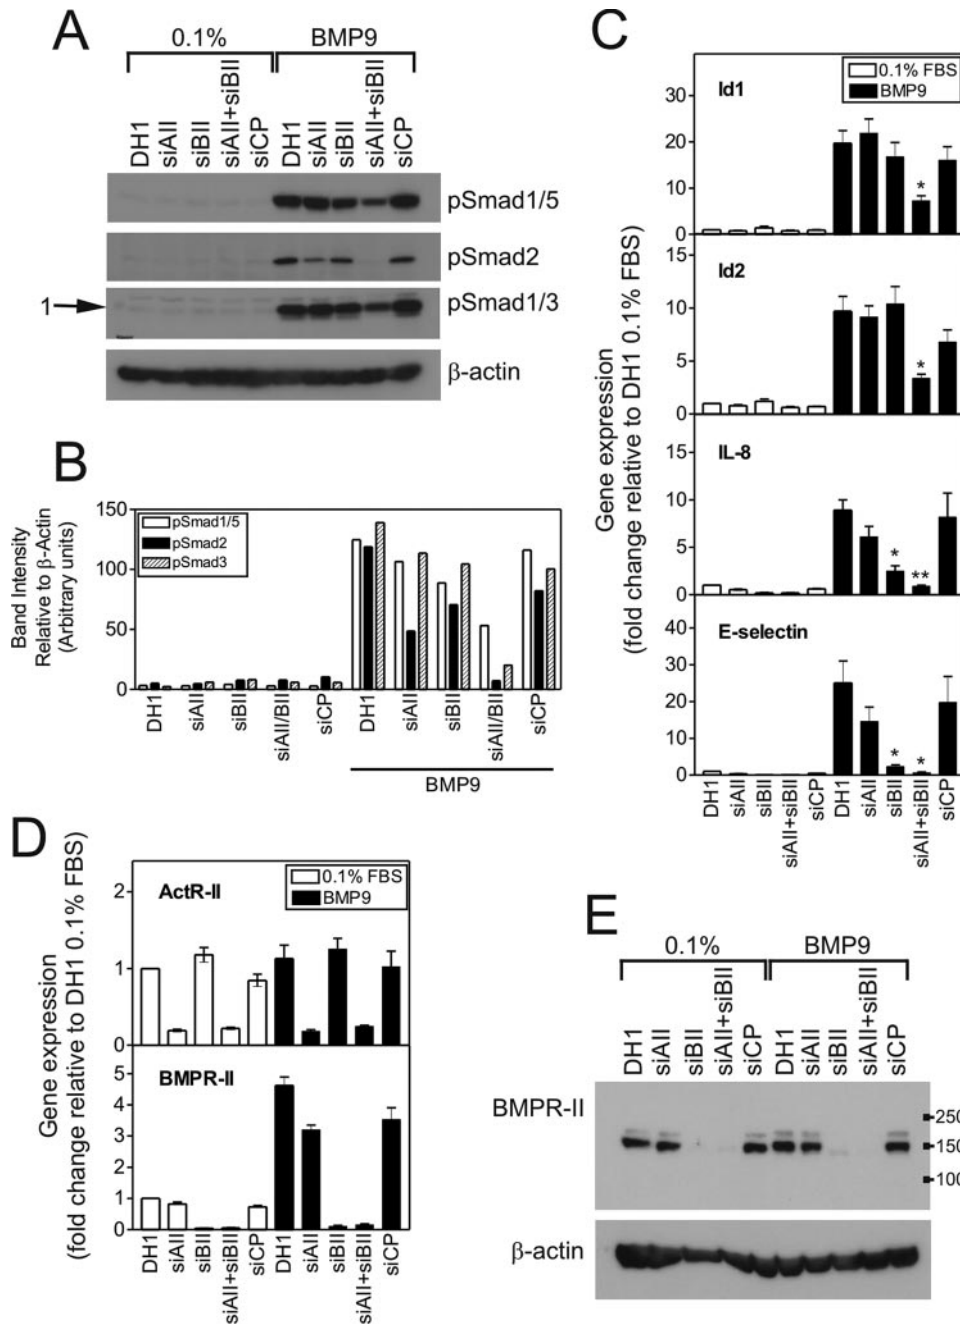 A
0.1%
BMP9
DH1
siAII
siBII
siAII+siBII
siCP
DH1
siAII
siBII
siAII+siBII
siCP
pSmad1/5
pSmad2
1
pSmad1/3
β-actin
B
Band Intensity
Relative to β-Actin
(Arbitrary units)
150
100
50
0
pSmad1/5
pSmad2
pSmad3
DH1
siAII
siBII
siAII/BII
siCP
DH1
siAII
siBII
siAII/BII
siCP
BMP9
C
Gene expression
(fold change relative to DH1 0.1% FBS)
0.1% FBS
BMP9
Id1
30
20
10
0
*
Id2
15
10
5
0
*
IL-8
10
5
0
*
**
E-selectin
40
30
20
10
0
*
*
DH1
siAII
siBII
siAII+siBII
siCP
DH1
siAII
siBII
siAII+siBII
siCP
D
Gene expression
(fold change relative to DH1 0.1% FBS)
0.1% FBS
BMP9
ActR-II
2
1
0
BMPR-II
5
4
3
2
1
0
DH1
siAII
siBII
siAII+siBII
siCP
DH1
siAII
siBII
siAII+siBII
siCP
E
0.1%
BMP9
DH1
siAII
siBII
siAII+siBII
siCP
DH1
siAII
siBII
siAII+siBII
siCP
BMPR-II
250
150
100
β-actin